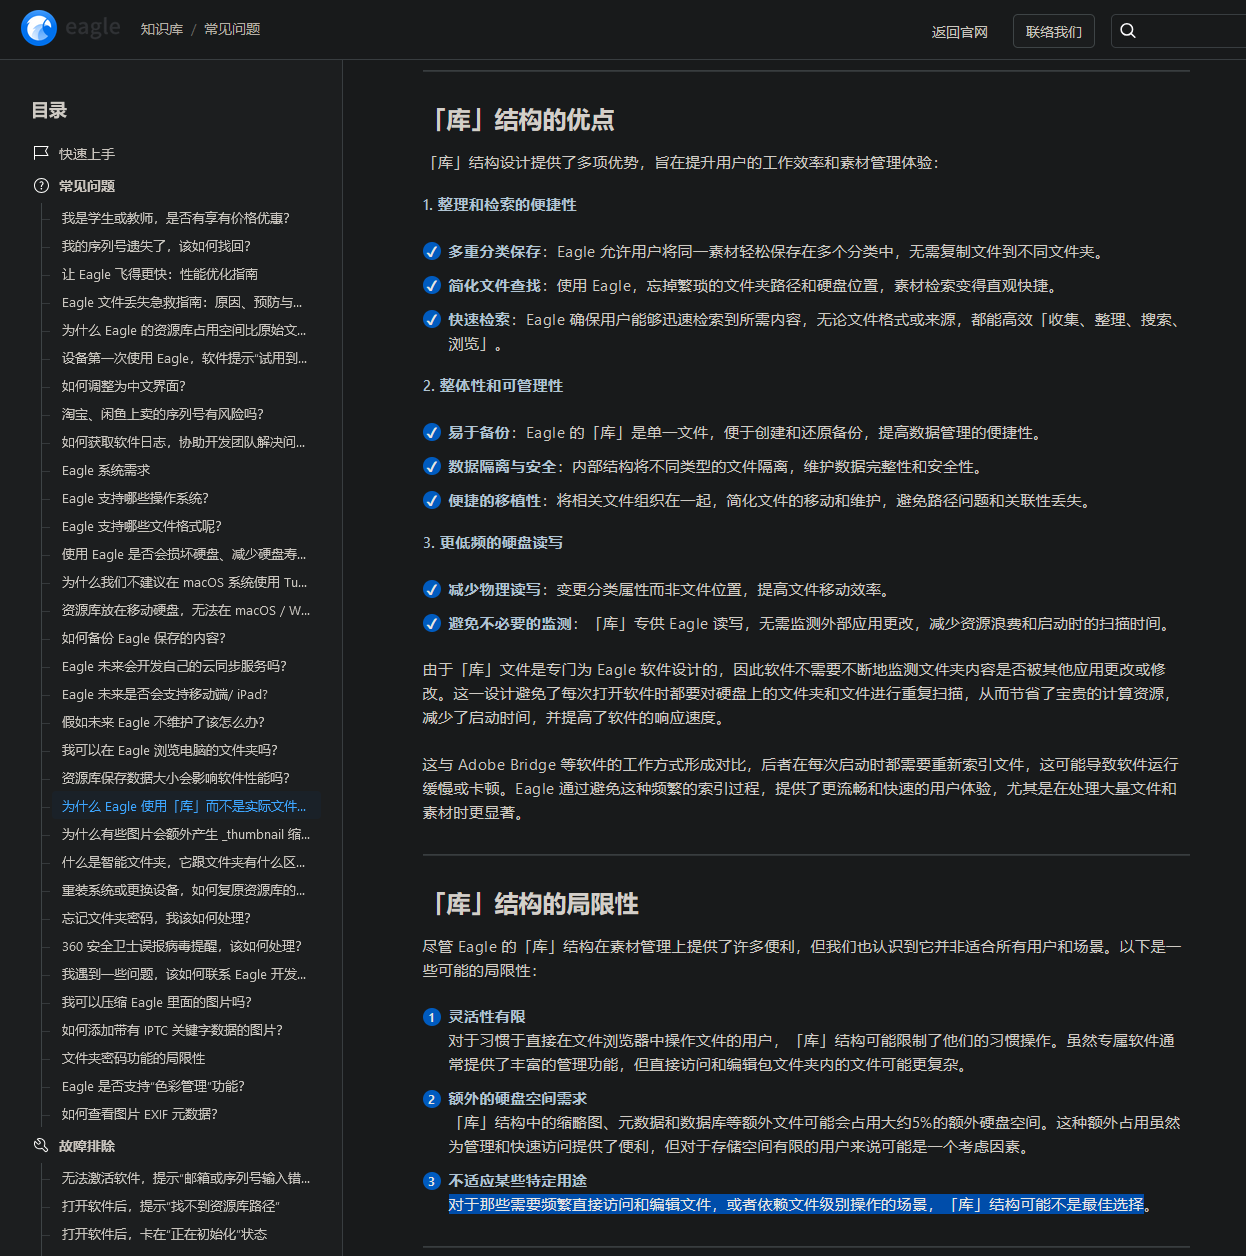 eagle 知识库 / 常见问题 返回官网 联络我们
目录
快速上手
常见问题
我是学生或教师，是否有享有价格优惠？
我的序列号遗失了，该如何找回？
让 Eagle 飞得更快：性能优化指南
Eagle 文件丢失急救指南：原因、预防与...
为什么 Eagle 的资源库占用空间比原始文...
设备第一次使用 Eagle，软件提示“试用到...
如何调整为中文界面？
淘宝、闲鱼上卖的序列号有风险吗？
如何获取软件日志，协助开发团队解决问...
Eagle 系统需求
Eagle 支持哪些操作系统？
Eagle 支持哪些文件格式呢？
使用 Eagle 是否会损坏硬盘、减少硬盘寿...
为什么我们不建议在 macOS 系统使用 Tu...
资源库放在移动硬盘，无法在 macOS / W...
如何备份 Eagle 保存的内容？
Eagle 未来会开发自己的云同步服务吗？
Eagle 未来是否会支持移动端/ iPad？
假如未来 Eagle 不维护了该怎么办？
我可以在 Eagle 浏览电脑的文件夹吗？
资源库保存数据大小会影响软件性能吗？
为什么 Eagle 使用「库」而不是实际文件...
为什么有些图片会额外产生 _thumbnail 缩...
什么是智能文件夹，它跟文件夹有什么区...
重装系统或更换设备，如何复原资源库的...
忘记文件夹密码，我该如何处理？
360 安全卫士误报病毒提醒，该如何处理？
我遇到一些问题，该如何联系 Eagle 开发...
我可以压缩 Eagle 里面的图片吗？
如何添加带有 IPTC 关键字数据的图片？
文件夹密码功能的局限性
Eagle 是否支持“色彩管理”功能？
如何查看图片 EXIF 元数据？
故障排除
无法激活软件，提示“邮箱或序列号输入错...
打开软件后，提示“找不到资源库路径”
打开软件后，卡在“正在初始化”状态
「库」结构的优点
「库」结构设计提供了多项优势，旨在提升用户的工作效率和素材管理体验：
1. 整理和检索的便捷性
多重分类保存：Eagle 允许用户将同一素材轻松保存在多个分类中，无需复制文件到不同文件夹。
简化文件查找：使用 Eagle，忘掉繁琐的文件夹路径和硬盘位置，素材检索变得直观快捷。
快速检索：Eagle 确保用户能够迅速检索到所需内容，无论文件格式或来源，都能高效「收集、整理、搜索、
浏览」。
2. 整体性和可管理性
易于备份：Eagle 的「库」是单一文件，便于创建和还原备份，提高数据管理的便捷性。
数据隔离与安全：内部结构将不同类型的文件隔离，维护数据完整性和安全性。
便捷的移植性：将相关文件组织在一起，简化文件的移动和维护，避免路径问题和关联性丢失。
3. 更低频的硬盘读写
减少物理读写：变更分类属性而非文件位置，提高文件移动效率。
避免不必要的监测：「库」专供 Eagle 读写，无需监测外部应用更改，减少资源浪费和启动时的扫描时间。
由于「库」文件是专门为 Eagle 软件设计的，因此软件不需要不断地监测文件夹内容是否被其他应用更改或修
改。这一设计避免了每次打开软件时都要对硬盘上的文件夹和文件进行重复扫描，从而节省了宝贵的计算资源，
减少了启动时间，并提高了软件的响应速度。
这与 Adobe Bridge 等软件的工作方式形成对比，后者在每次启动时都需要重新索引文件，这可能导致软件运行
缓慢或卡顿。Eagle 通过避免这种频繁的索引过程，提供了更流畅和快速的用户体验，尤其是在处理大量文件和
素材时更显著。
「库」结构的局限性
尽管 Eagle 的「库」结构在素材管理上提供了许多便利，但我们也认识到它并非适合所有用户和场景。以下是一
些可能的局限性：
1 灵活性有限
对于习惯于直接在文件浏览器中操作文件的用户，「库」结构可能限制了他们的习惯操作。虽然专属软件通
常提供了丰富的管理功能，但直接访问和编辑包文件夹内的文件可能更复杂。
2 额外的硬盘空间需求
「库」结构中的缩略图、元数据和数据库等额外文件可能会占用大约5%的额外硬盘空间。这种额外占用虽然
为管理和快速访问提供了便利，但对于存储空间有限的用户来说可能是一个考虑因素。
3 不适应某些特定用途
对于那些需要频繁直接访问和编辑文件，或者依赖文件级别操作的场景，「库」结构可能不是最佳选择。